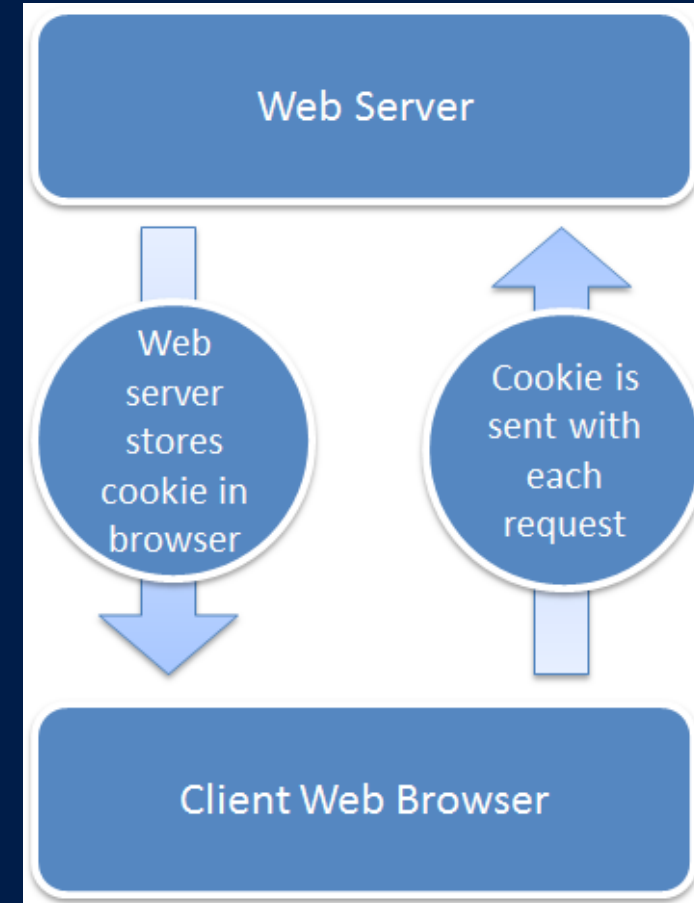 Web Server
Web
server
stores
cookie in
browser
Cookie is
sent with
each
request
Client Web Browser